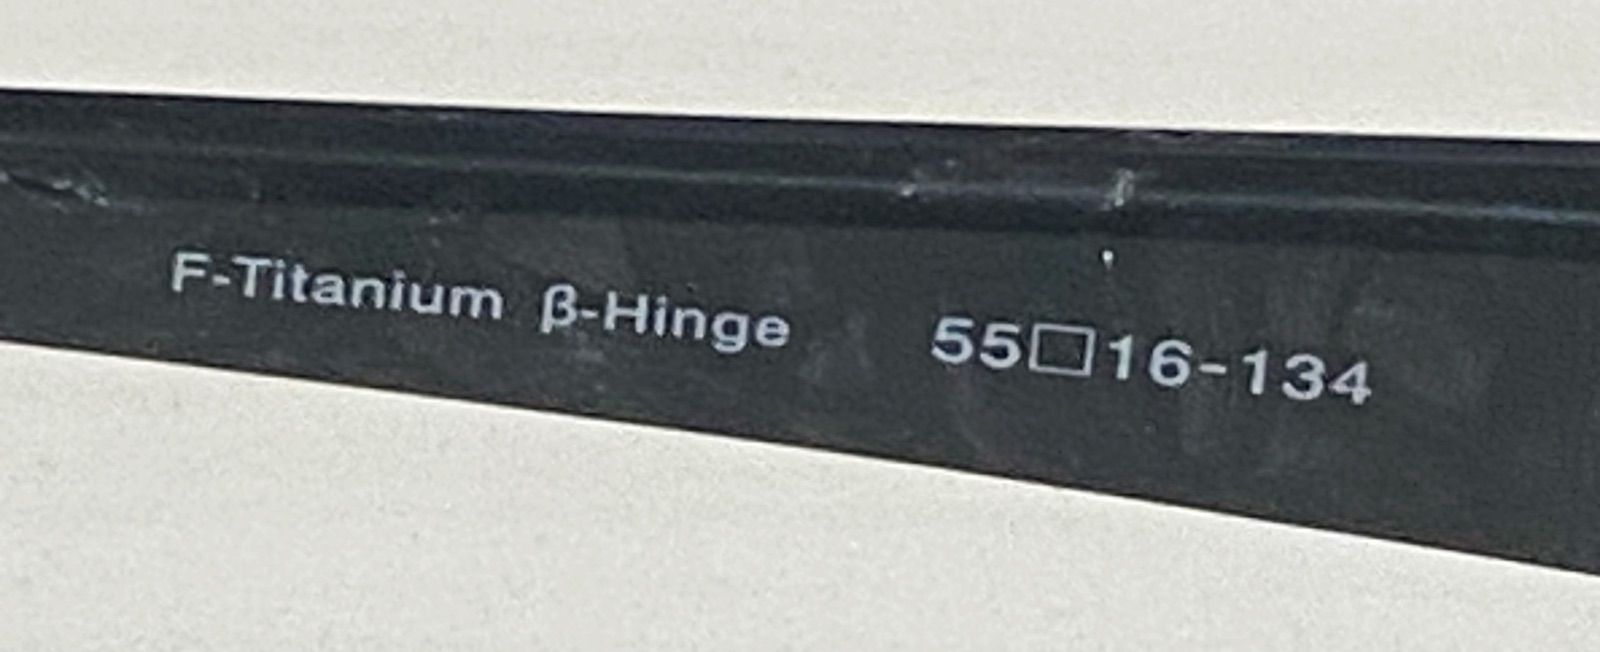 F-Titanium β-Hinge 55□16-134